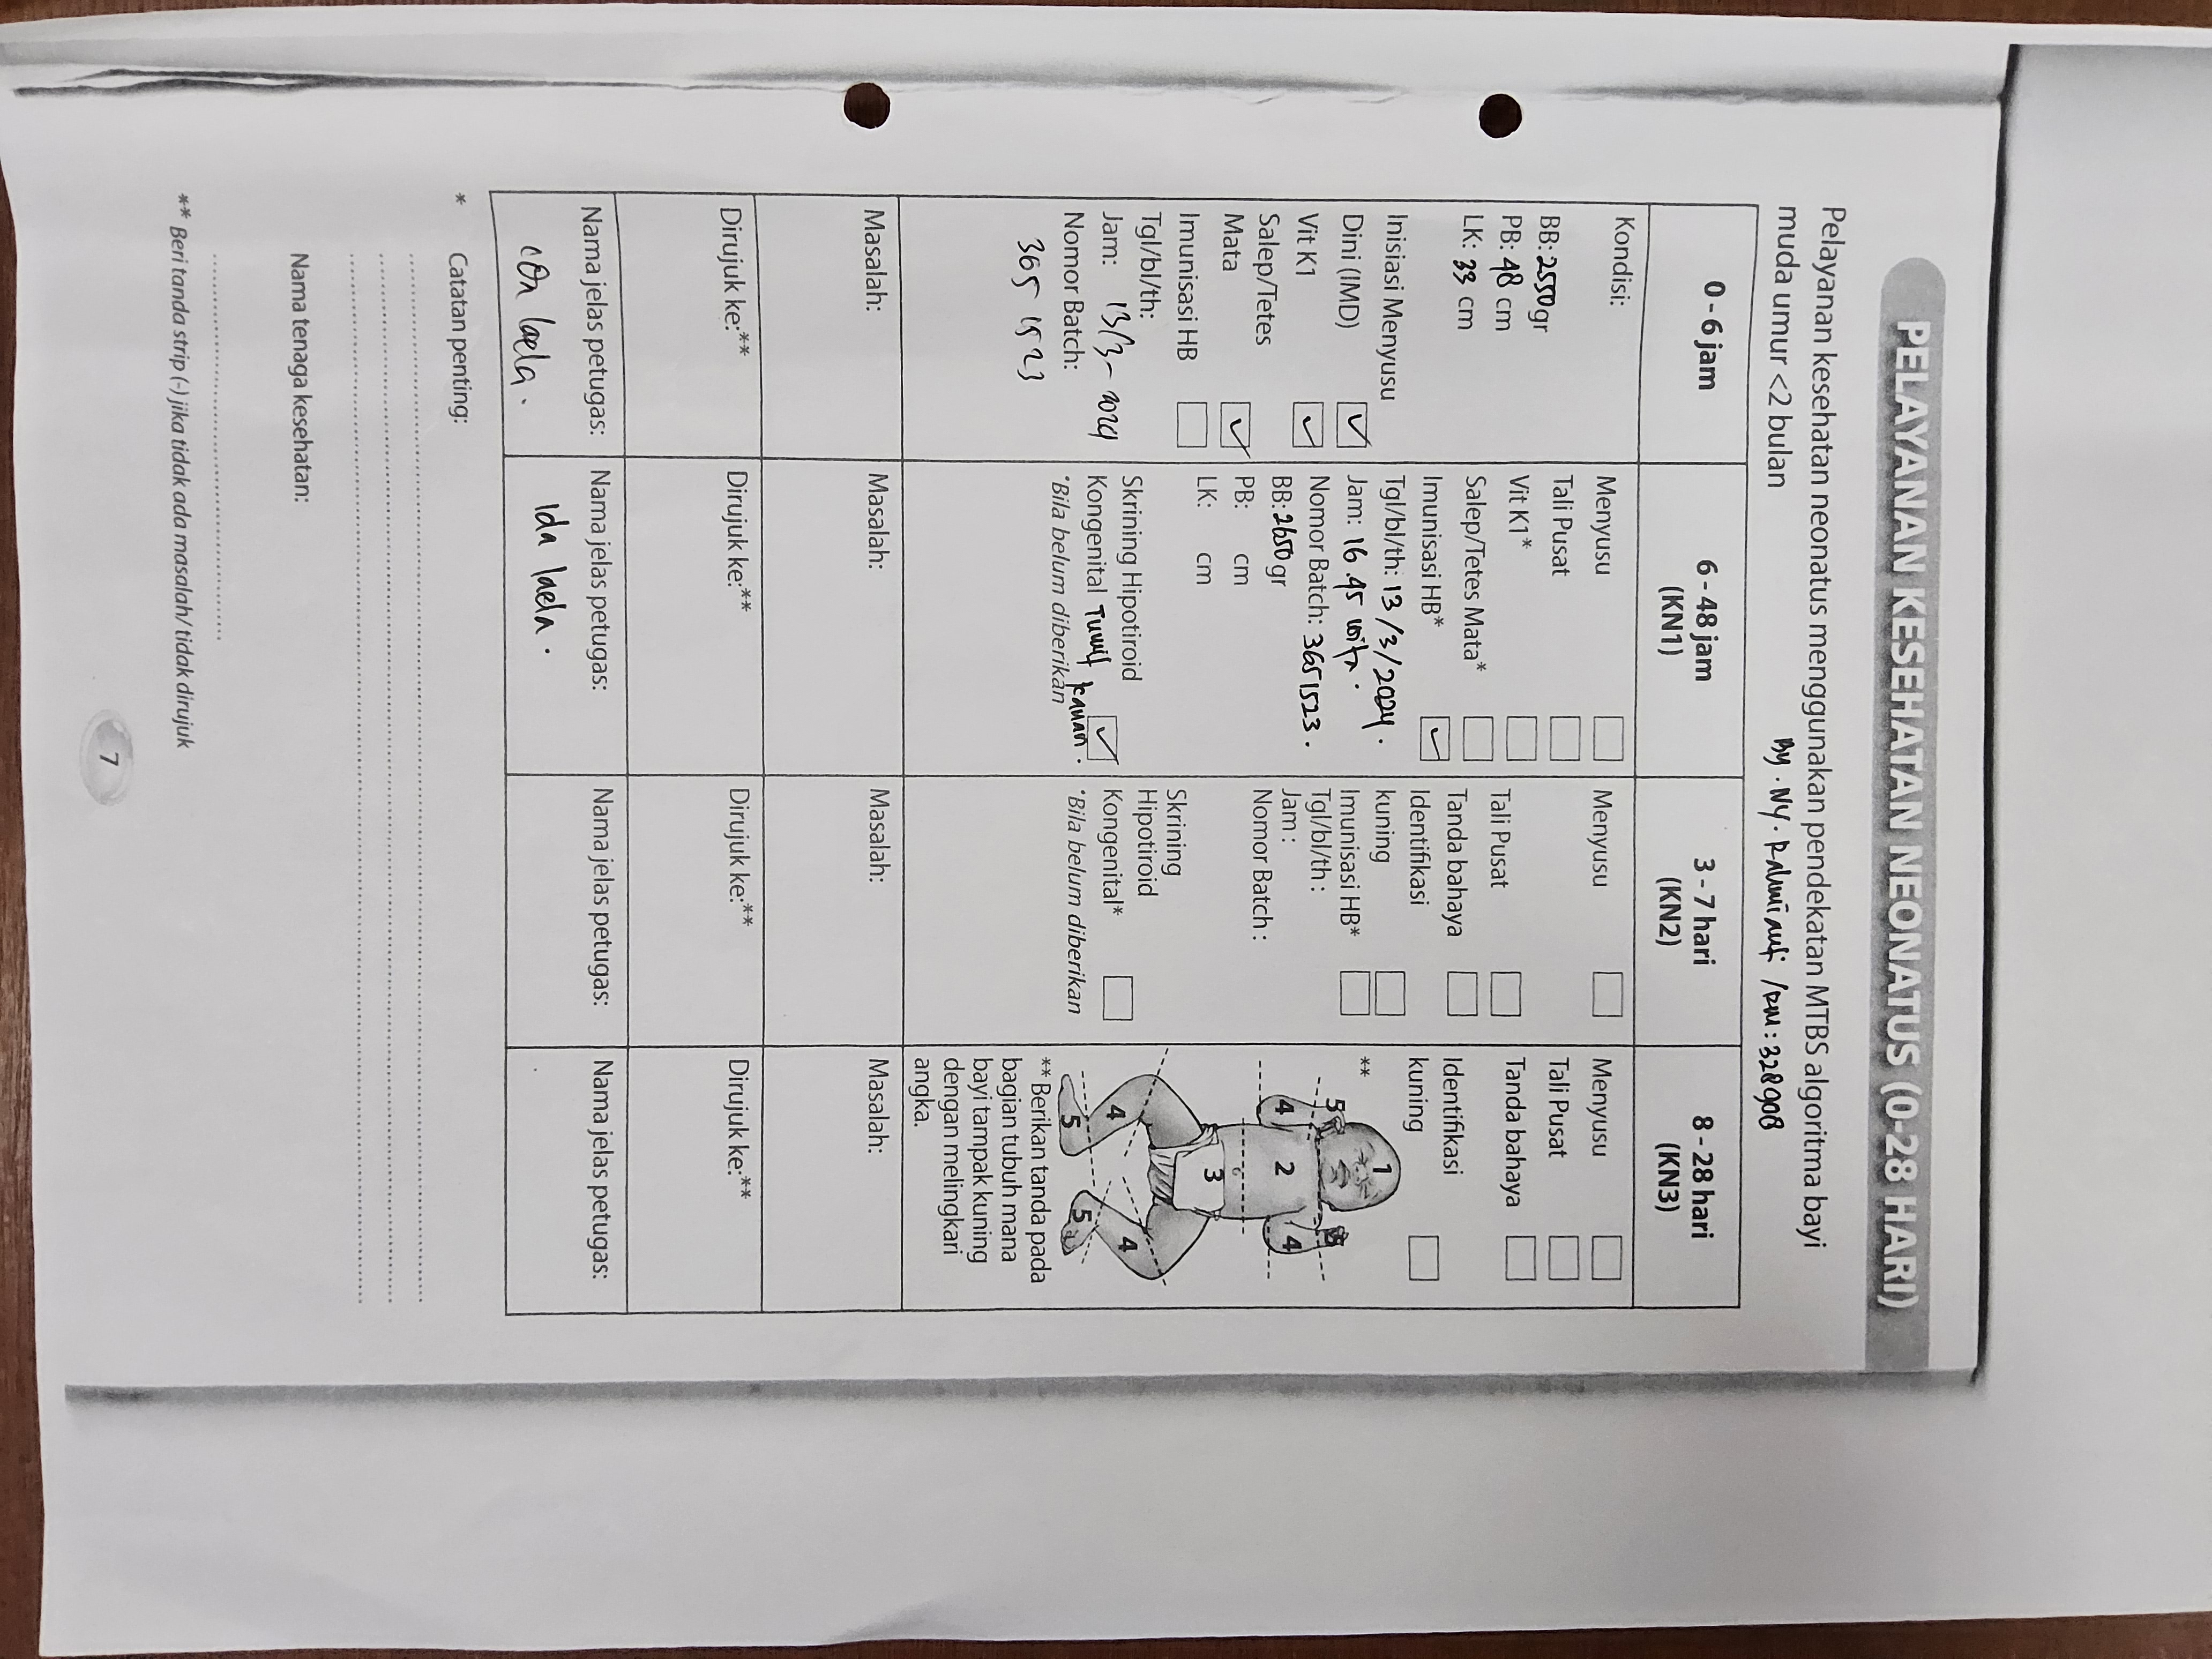 PELAYANAN KESEHATAN NEONATUS (0-28 HARI)
Pelayanan kesehatan neonatus menggunakan pendekatan MTBS algoritma bayi
muda umur <2 bulan
By. Ny. /RM: 328908
0 - 6 jam
Kondisi:
BB: 2550 gr
PB: 48 cm
LK: 33 cm
Inisiasi Menyusu
Dini (IMD)
Vit K1
Salep/Tetes
Mata
Imunisasi HB
Tgl/bl/th:
Jam: 13/3-2024
Nomor Batch:
365 1523
Masalah:
Dirujuk ke:**
Nama jelas petugas:
laela.
6 - 48 jam
(KN1)
Menyusu
Tali Pusat
Vit K1*
Salep/Tetes Mata*
Imunisasi HB*
Tgl/bl/th: 13/3/2024.
Jam: 16.45 wita.
Nomor Batch: 3651523.
BB: 2650 gr
PB: cm
LK: cm
Skrining Hipotiroid
Kongenital Tumit kanan.
*Bila belum diberikan
Masalah:
Dirujuk ke:**
Nama jelas petugas:
Ida laela.
3 - 7 hari
(KN2)
Menyusu
Tali Pusat
Tanda bahaya
Identifikasi
kuning
Imunisasi HB*
Tgl/bl/th:
Jam:
Nomor Batch:
Skrining
Hipotiroid
Kongenital*
*Bila belum diberikan
Masalah:
Dirujuk ke:**
Nama jelas petugas:
8 - 28 hari
(KN3)
Menyusu
Tali Pusat
Tanda bahaya
Identifikasi
kuning
**
1
5 5
4 2 4
3
4 4
5 5
** Berikan tanda pada
bagian tubuh mana
bayi tampak kuning
dengan melingkari
angka.
Masalah:
Dirujuk ke:**
Nama jelas petugas:
* Catatan penting:
Nama tenaga kesehatan:
** Beri tanda strip (-) jika tidak ada masalah/ tidak dirujuk
7